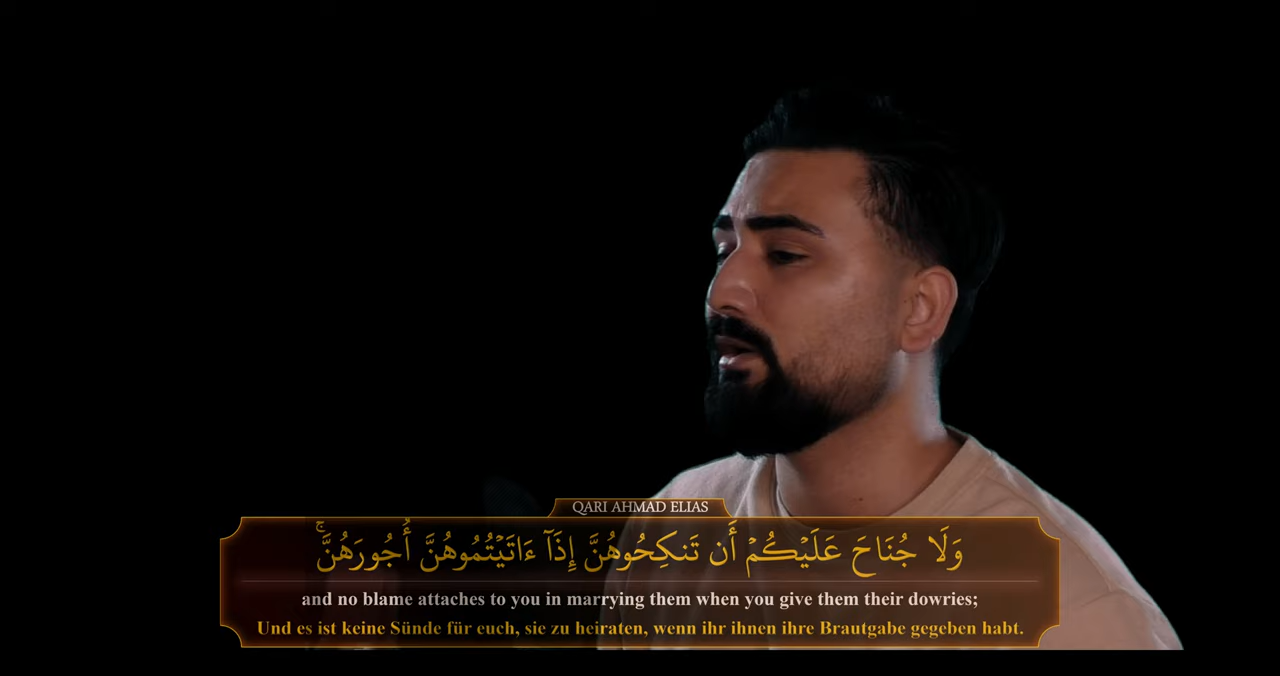 QARI AHMAD ELIAS
وَلَا جُنَاحَ عَلَيْكُمْ أَن تَنكِحُوهُنَّ إِذَآ ءَاتَيْتُمُوهُنَّ أُجُورَهُنَّۚ
and no blame attaches to you in marrying them when you give them their dowries;
Und es ist keine Sünde für euch, sie zu heiraten, wenn ihr ihnen ihre Brautgabe gegeben habt.